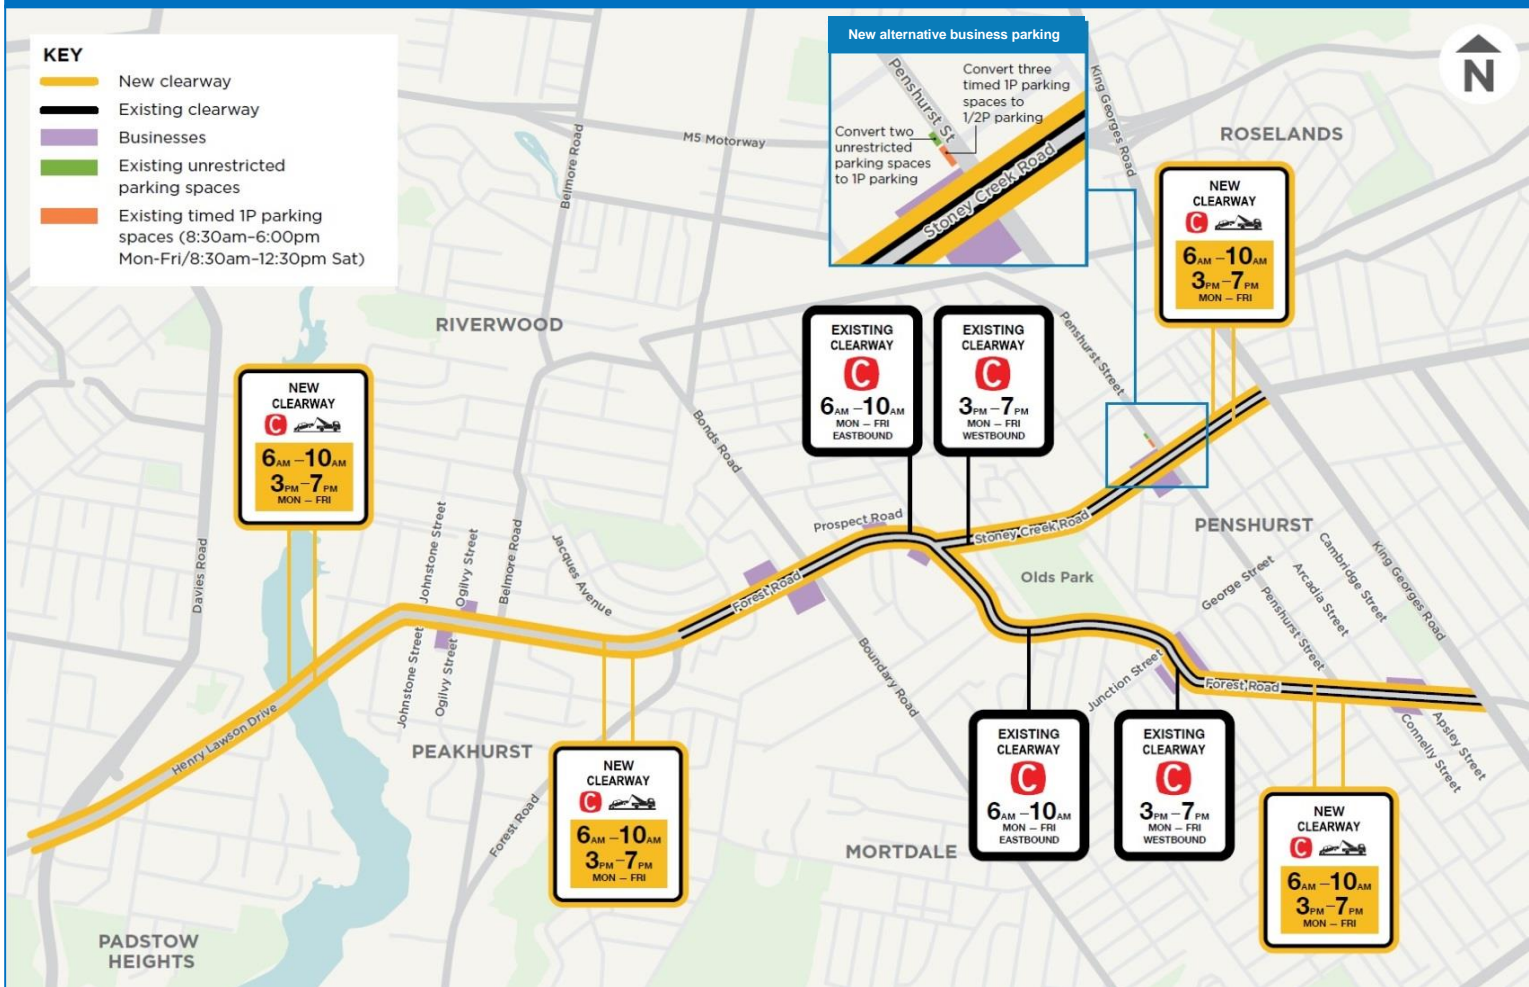 KEY
New clearway
Existing clearway
Businesses
Existing unrestricted
parking spaces
Existing timed 1P parking
spaces (8:30am–6:00pm
Mon-Fri/8:30am–12:30pm Sat)
New alternative business parking
Penshurst St
Convert three
timed 1P parking
spaces to
1/2P parking
Convert two
unrestricted
parking spaces
to 1P parking
Stoney Creek Road
N
King Georges Road
ROSELANDS
M5 Motorway
Belmore Road
RIVERWOOD
NEW
CLEARWAY
C
6AM – 10AM
3PM – 7PM
MON – FRI
EXISTING
CLEARWAY
C
6AM – 10AM
MON – FRI
EASTBOUND
EXISTING
CLEARWAY
C
3PM – 7PM
MON – FRI
WESTBOUND
Penshurst Street
NEW
CLEARWAY
C
6AM – 10AM
3PM – 7PM
MON – FRI
Bonds Road
Prospect Road
Stoney Creek Road
PENSHURST
Olds Park
Davies Road
Johnstone Street
Ogilvy Street
Belmore Road
Jacques Avenue
Forest Road
George Street
Penshurst Street
Arcadia Street
Cambridge Street
King Georges Road
Johnstone Street
Ogilvy Street
Boundary Road
Junction Street
Forest Road
Connelly Street
Apsley Street
Henry Lawson Drive
PEAKHURST
Forest Road
NEW
CLEARWAY
C
6AM – 10AM
3PM – 7PM
MON – FRI
MORTDALE
EXISTING
CLEARWAY
C
6AM – 10AM
MON – FRI
EASTBOUND
EXISTING
CLEARWAY
C
3PM – 7PM
MON – FRI
WESTBOUND
NEW
CLEARWAY
C
6AM – 10AM
3PM – 7PM
MON – FRI
PADSTOW
HEIGHTS